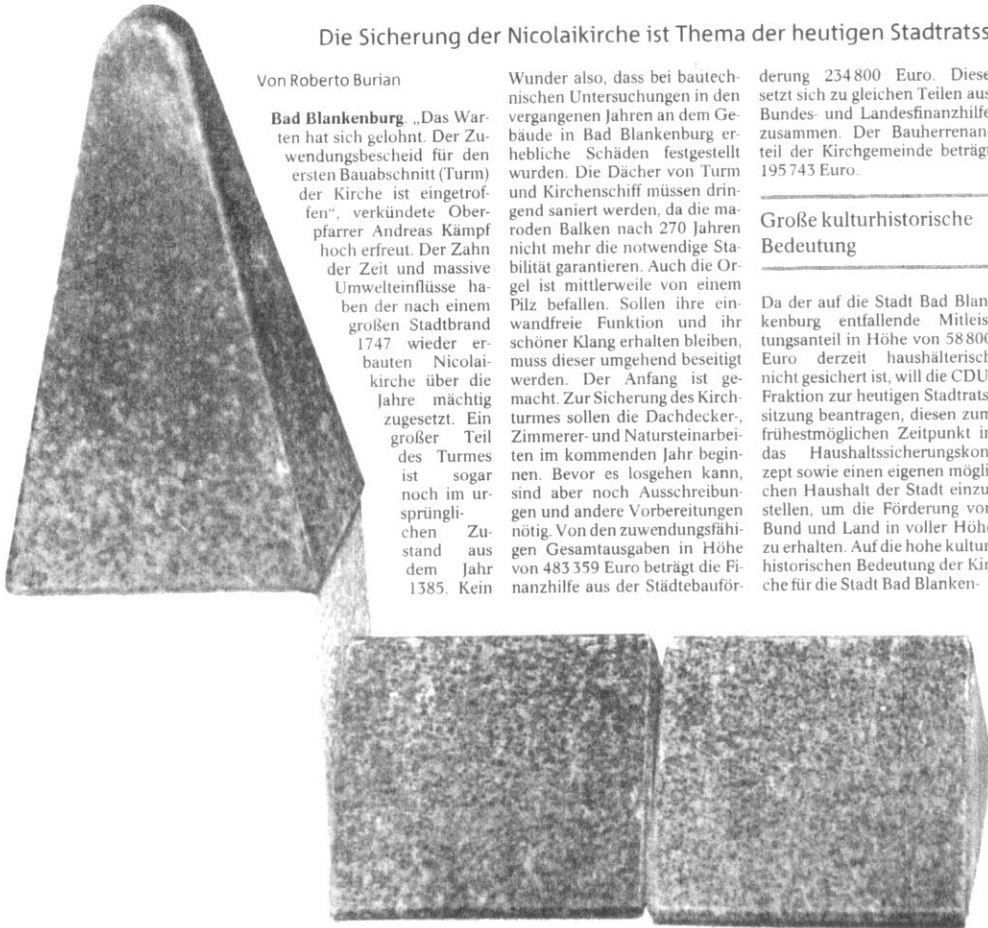 Die Sicherung der Nicolaikirche ist Thema der heutigen
Von Roberto Burian
Bad Blankenburg. „Das War-
ten hat sich gelohnt. Der Zu-
wendungsbescheid für den
ersten Bauabschnitt (Turm)
der Kirche ist eingetrof-
fen“, verkündete Ober-
pfarrer Andreas Kämpf
hoch erfreut. Der Zahn
der Zeit und massive
Umwelteinflüsse ha-
ben der nach einem
großen Stadtbrand
1747 wieder er-
bauten Nicolai-
kirche über die
Jahre mächtig
zugesetzt. Ein
großer Teil
des Turmes
ist sogar
noch im ur-
sprüngli-
chen Zu-
stand aus
dem Jahr
1385. Kein
Wunder also, dass bei bautech-
nischen Untersuchungen in den
vergangenen Jahren an dem Ge-
bäude in Bad Blankenburg er-
hebliche Schäden festgestellt
wurden. Die Dächer von Turm
und Kirchenschiff müssen drin-
gend saniert werden, da die ma-
roden Balken nach 270 Jahren
nicht mehr die notwendige Sta-
bilität garantieren. Auch die Or-
gel ist mittlerweile von einem
Pilz befallen. Sollen ihre ein-
wandfreie Funktion und ihr
schöner Klang erhalten bleiben,
muss dieser umgehend beseitigt
werden. Der Anfang ist ge-
macht. Zur Sicherung des Kirch-
turmes sollen die Dachdecker-,
Zimmerer- und Natursteinarbei-
ten im kommenden Jahr begin-
nen. Bevor es losgehen kann,
sind aber noch Ausschreibun-
gen und andere Vorbereitungen
nötig. Von den zuwendungsfähi-
gen Gesamtausgaben in Höhe
von 483 359 Euro beträgt die Fi-
nanzhilfe aus der Städtebauför-
derung 234 800 Euro. Diese
setzt sich zu gleichen Teilen aus
Bundes- und Landesfinanzhilfe
zusammen. Der Bauherrenan-
teil der Kirchgemeinde beträgt
195 743 Euro.
Große kulturhistorische
Bedeutung
Da der auf die Stadt Bad Blan
kenburg entfallende Mitleis
tungsanteil in Höhe von 58 800
Euro derzeit haushälterisch
nicht gesichert ist, will die CDU
Fraktion zur heutigen Stadtrats
sitzung beantragen, diesen zum
frühestmöglichen Zeitpunkt in
das Haushaltssicherungskon
zept sowie einen eigenen mögli
chen Haushalt der Stadt einzu
stellen, um die Förderung von
Bund und Land in voller Höhe
zu erhalten. Auf die hohe kultur
historischen Bedeutung der Kir
che für die Stadt Bad Blanken-